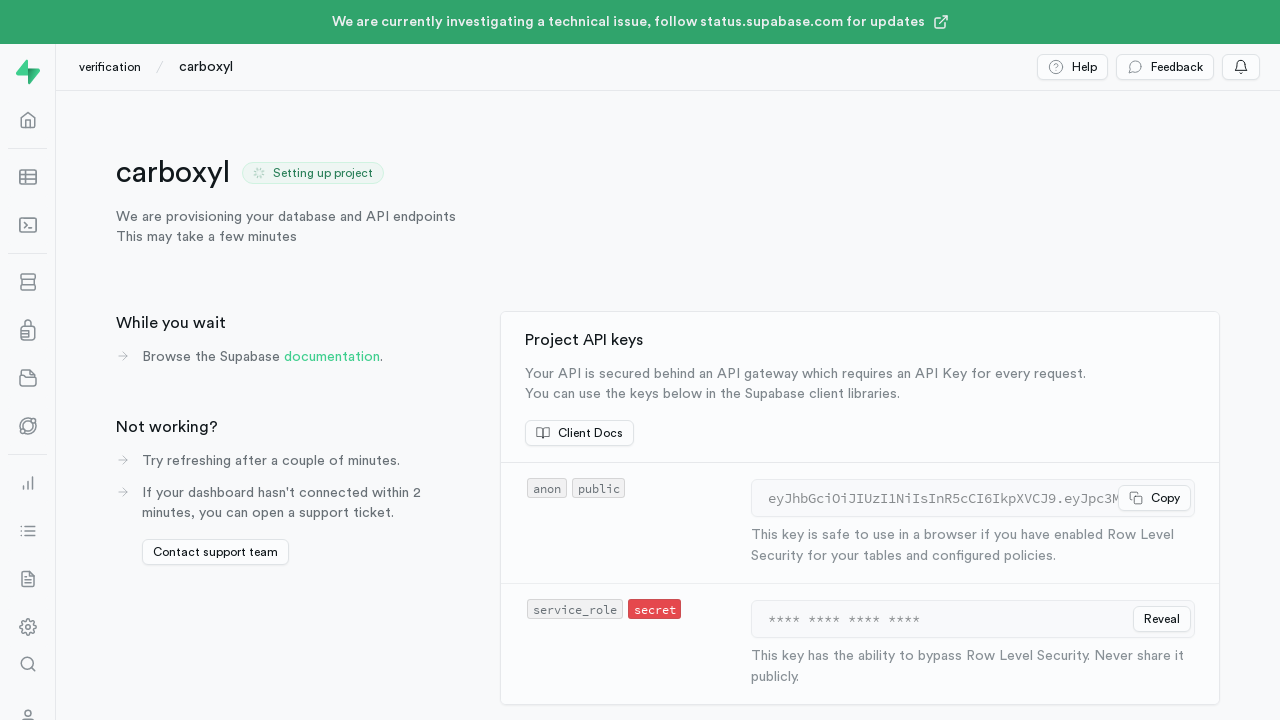 We are currently investigating a technical issue, follow status.supabase.com for updates
verification / carboxyl
Help
Feedback
carboxyl
Setting up project
We are provisioning your database and API endpoints
This may take a few minutes
While you wait
Browse the Supabase documentation.
Not working?
Try refreshing after a couple of minutes.
If your dashboard hasn't connected within 2
minutes, you can open a support ticket.
Contact support team
Project API keys
Your API is secured behind an API gateway which requires an API Key for every request.
You can use the keys below in the Supabase client libraries.
Client Docs
anon public
eyJhbGciOiJIUzI1NiIsInR5cCI6IkpXVCJ9.eyJpc3M
Copy
This key is safe to use in a browser if you have enabled Row Level
Security for your tables and configured policies.
service_role secret
**** **** **** ****
Reveal
This key has the ability to bypass Row Level Security. Never share it
publicly.